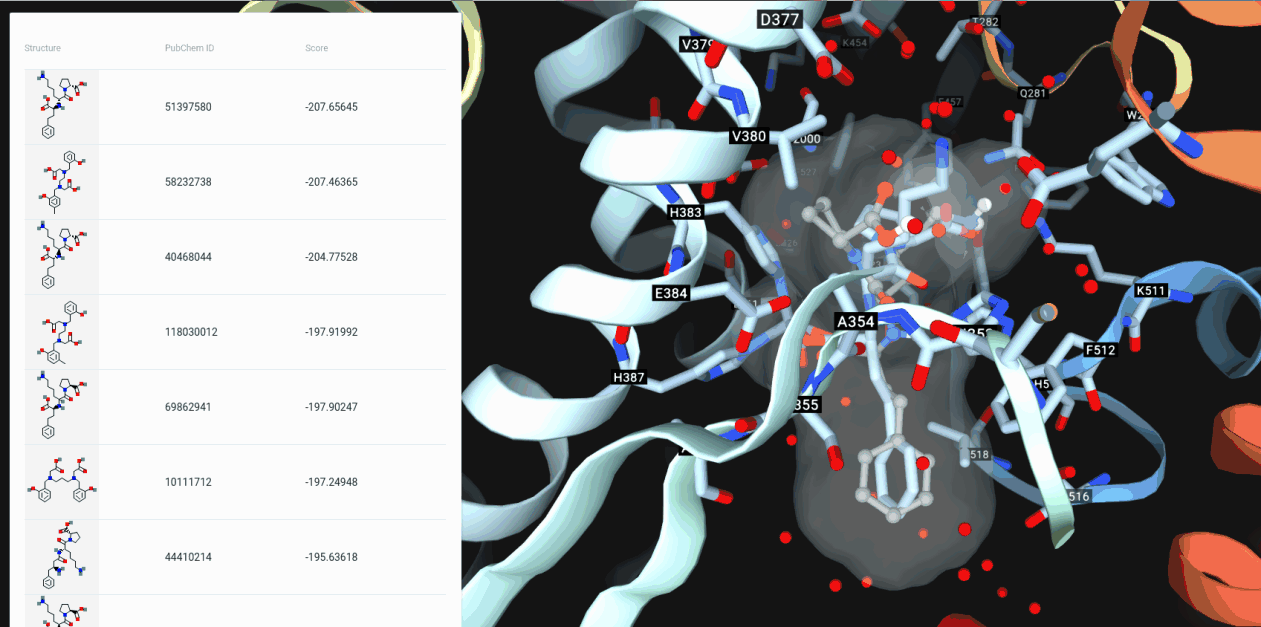 Structure PubChem ID Score
51397580 -207.65645
58232738 -207.46365
40468044 -204.77528
118030012 -197.91992
69862941 -197.90247
10111712 -197.24948
44410214 -195.63618
D377
T282
V379
K454
Q281
V380
H383
E384
K511
A354
F512
H387
H5
355
518
516